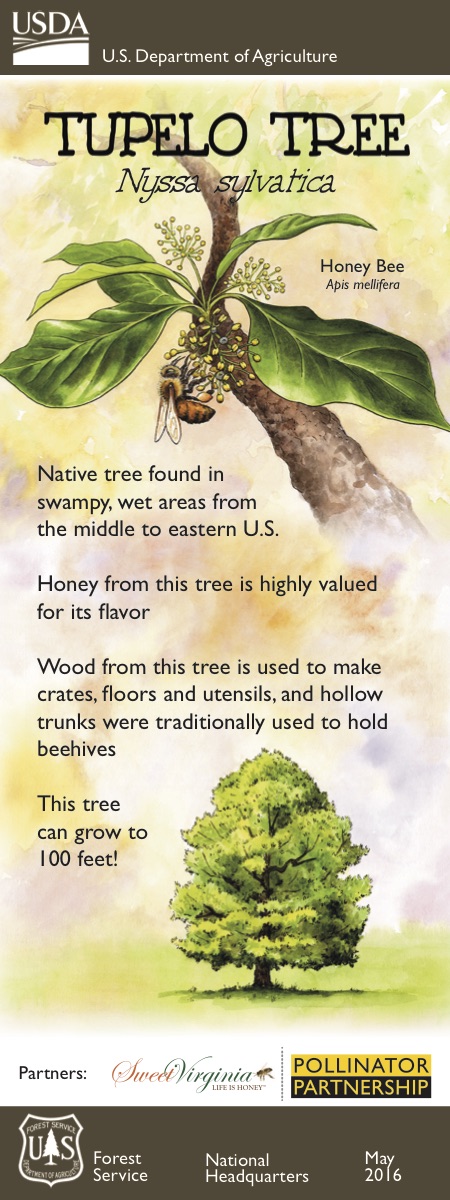 USDA
U.S. Department of Agriculture
TUPELO TREE
Nyssa sylvatica
Honey Bee
Apis mellifera
Native tree found in
swampy, wet areas from
the middle to eastern U.S.
Honey from this tree is highly valued
for its flavor
Wood from this tree is used to make
crates, floors and utensils, and hollow
trunks were traditionally used to hold
beehives
This tree
can grow to
100 feet!
Partners:
SweetVirginia
LIFE IS HONEY™
POLLINATOR
PARTNERSHIP
FOREST SERVICE
U S
DEPARTMENT OF AGRICULTURE
Forest
Service
National
Headquarters
May
2016